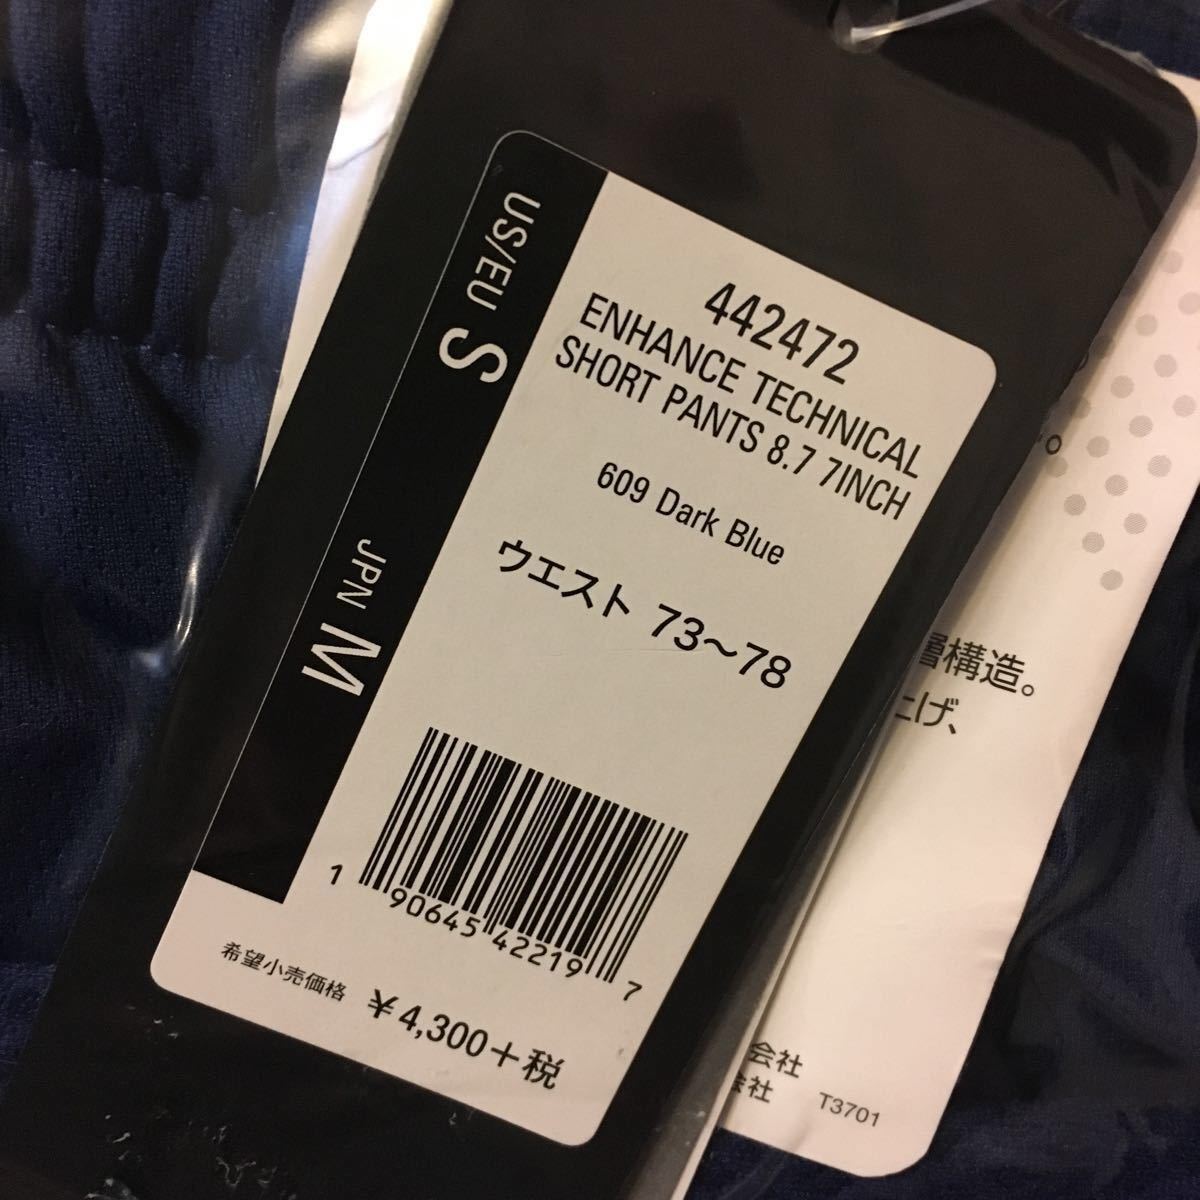 US/EU S
JPN M
442472
ENHANCE TECHNICAL
SHORT PANTS 8.7 7INCH
609 Dark Blue
ウエスト 73〜78
1 90645 42219 7
希望小売価格 ¥4,300+税
層構造。
上げ、
会社
会社 T3701